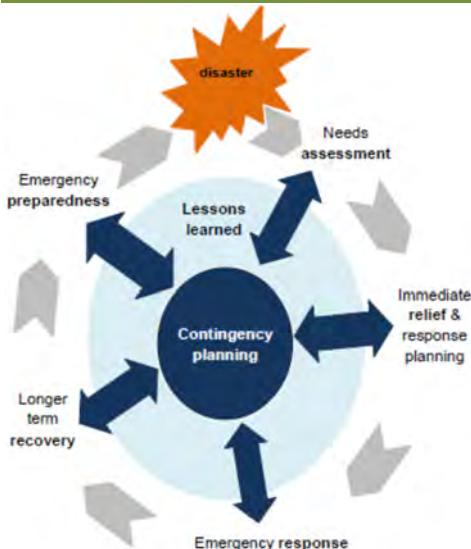 disaster
Needs
assessment
Emergency
preparedness
Lessons
learned
Immediate
relief &
response
planning
Contingency
planning
Longer
term
recovery
Emergency response